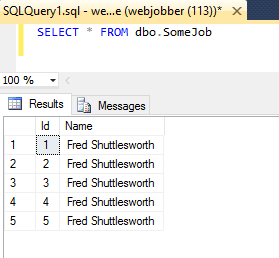 SQLQuery1.sql - we...e (webjobber (113))*
SELECT * FROM dbo.SomeJob
100 %
Results Messages
Id Name
1 1 Fred Shuttlesworth
2 2 Fred Shuttlesworth
3 3 Fred Shuttlesworth
4 4 Fred Shuttlesworth
5 5 Fred Shuttlesworth